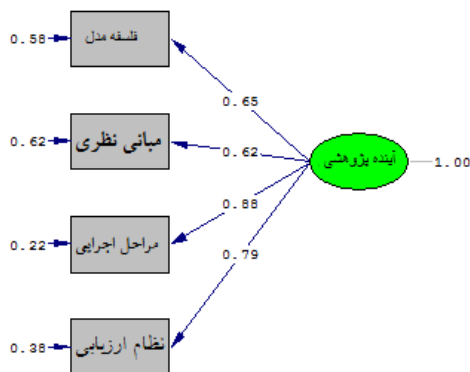 0.58
فلسفه مدل
0.65
0.62
مبانی نظری
0.62
آینده پژوهشی
1.00
0.88
0.22
مراحل اجرایی
0.79
0.38
نظام ارزیابی